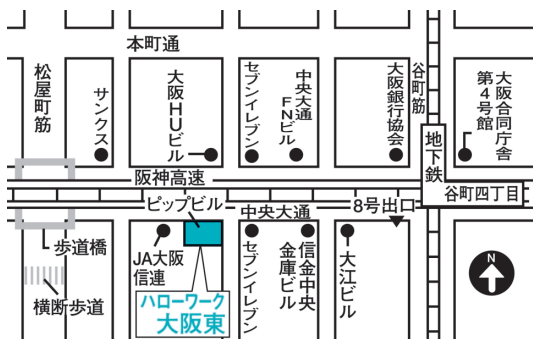 本町通
松屋町筋
サンクス
大阪HUビル
セブンイレブン
中央大通
FNビル
大阪銀行協会
谷町筋
大阪合同庁舎
第4号館
地下鉄
谷町四丁目
阪神高速
ピップビル
中央大通
8号出口
歩道橋
横断歩道
JA大阪
信連
ハローワーク
大阪東
セブンイレブン
信金中央
金庫ビル
大江ビル
N